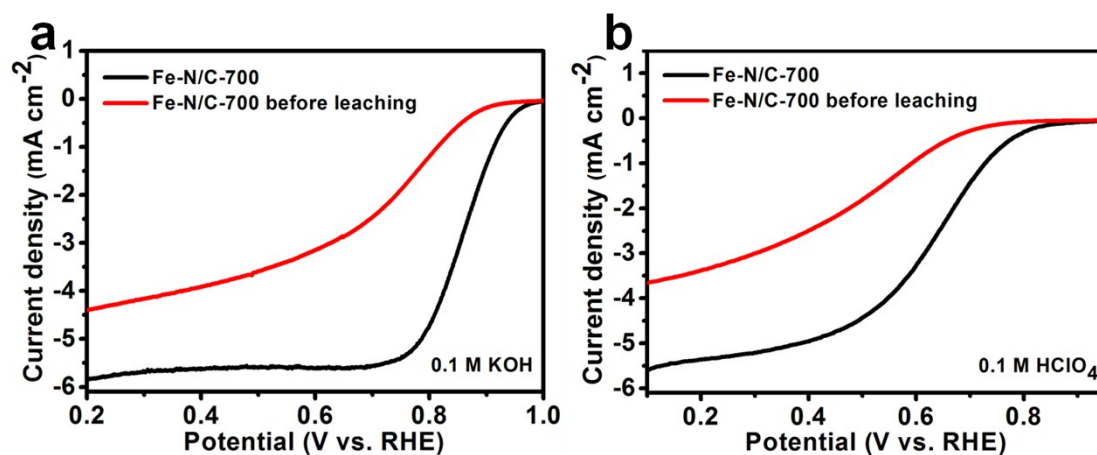 a
Fe-N/C-700
Fe-N/C-700 before leaching
1
0
-1
-2
-3
-4
-5
-6
Current density (mA cm-2)
0.2 0.4 0.6 0.8 1.0
Potential (V vs. RHE)
0.1 M KOH
b
Fe-N/C-700
Fe-N/C-700 before leaching
1
0
-1
-2
-3
-4
-5
-6
Current density (mA cm-2)
0.2 0.4 0.6 0.8
Potential (V vs. RHE)
0.1 M HClO4